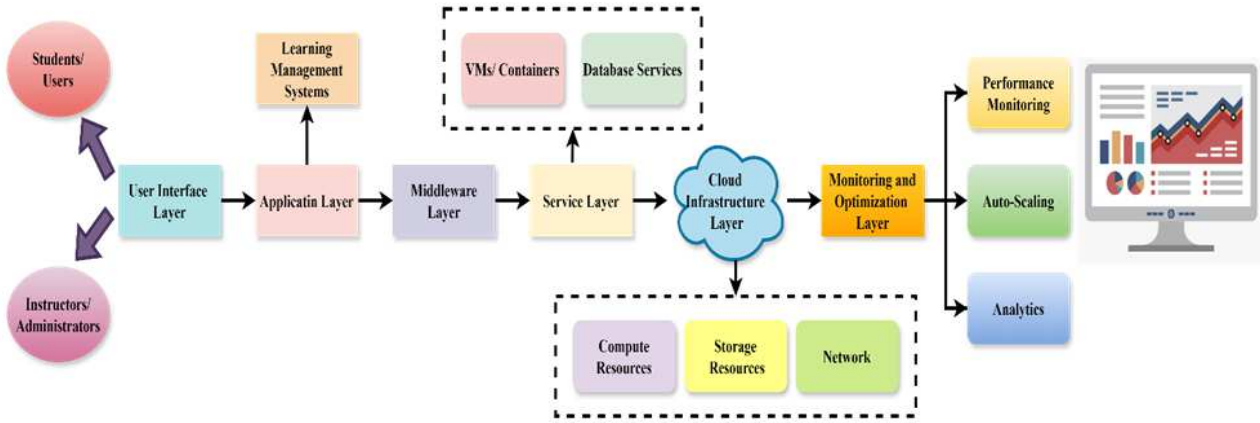 Students/
Users
Learning
Management
Systems
VMs/ Containers
Database Services
Performance
Monitoring
User Interface
Layer
Applicatin Layer
Middleware
Layer
Service Layer
Cloud
Infrastructure
Layer
Monitoring and
Optimization
Layer
Auto-Scaling
Instructors/
Administrators
Analytics
Compute
Resources
Storage
Resources
Network